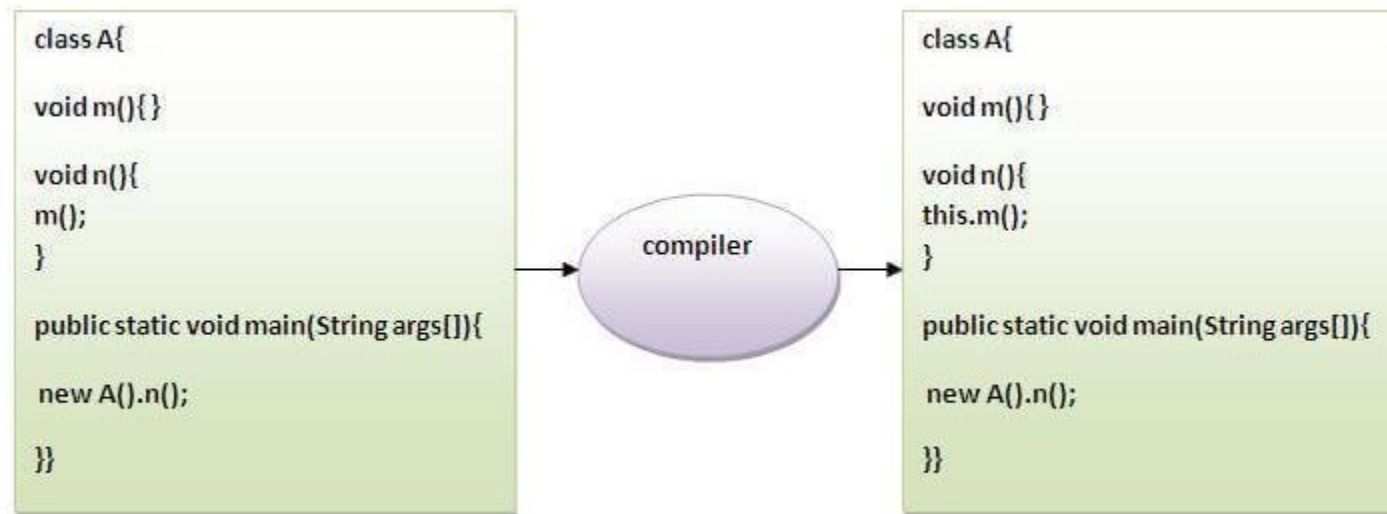 class A{
void m(){ }
void n(){
m();
}
public static void main(String args[]){
new A().n();
}}
compiler
class A{
void m(){ }
void n(){
this.m();
}
public static void main(String args[]){
new A().n();
}}